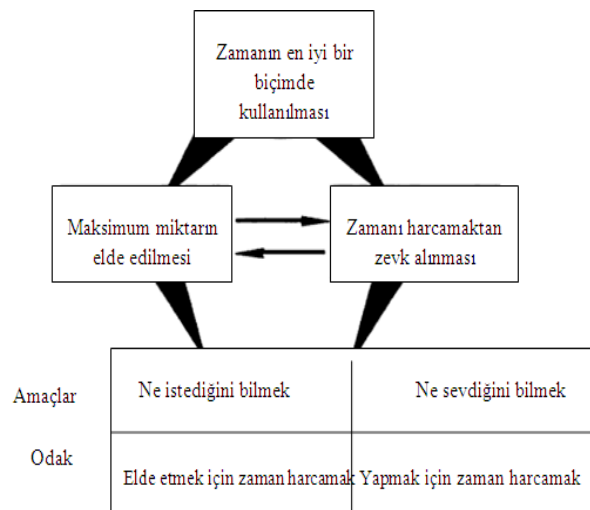 Zamanın en iyi bir
biçimde
kullanılması
Maksimum miktarın
elde edilmesi
Zamanı harcamaktan
zevk alınması
Amaçlar
Ne istediğini bilmek
Ne sevdiğini bilmek
Odak
Elde etmek için zaman harcamak
Yapmak için zaman harcamak